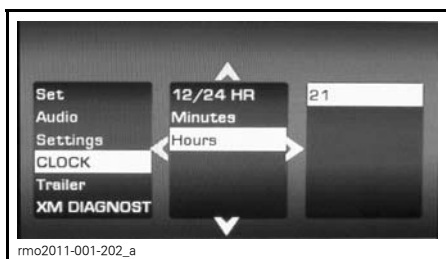 Set
Audio
Settings
CLOCK
Trailer
XM DIAGNOST
12/24 HR
Minutes
Hours
21
rmo2011-001-202_a